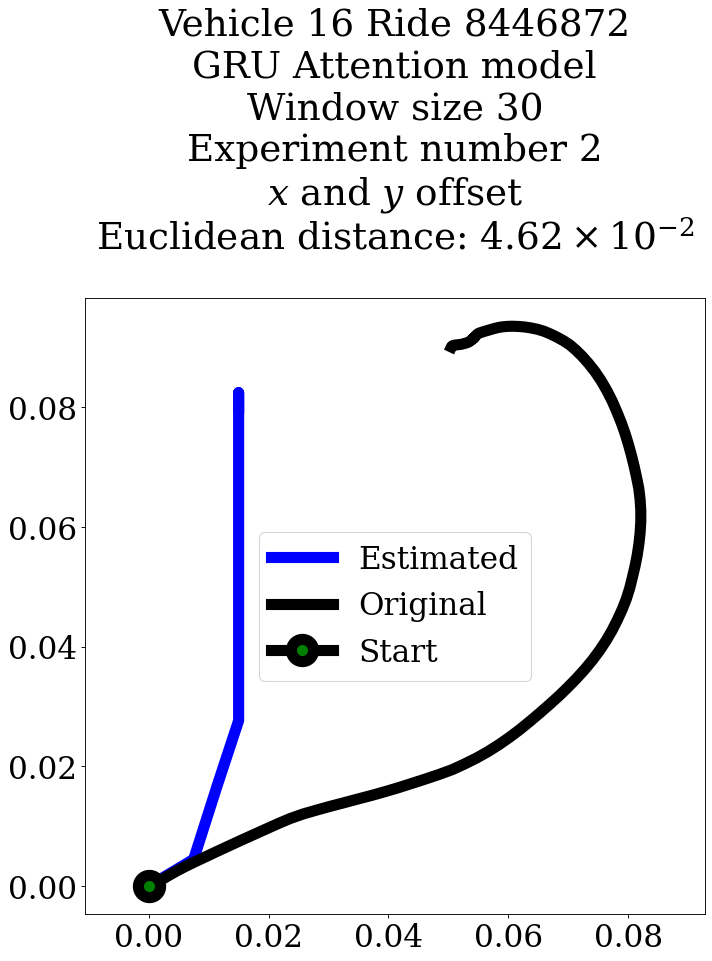 Vehicle 16 Ride 8446872
GRU Attention model
Window size 30
Experiment number 2
x and y offset
Euclidean distance: 4.62 × 10⁻²
0.08
0.06
0.04
0.02
0.00
Estimated
Original
Start
0.00 0.02 0.04 0.06 0.08